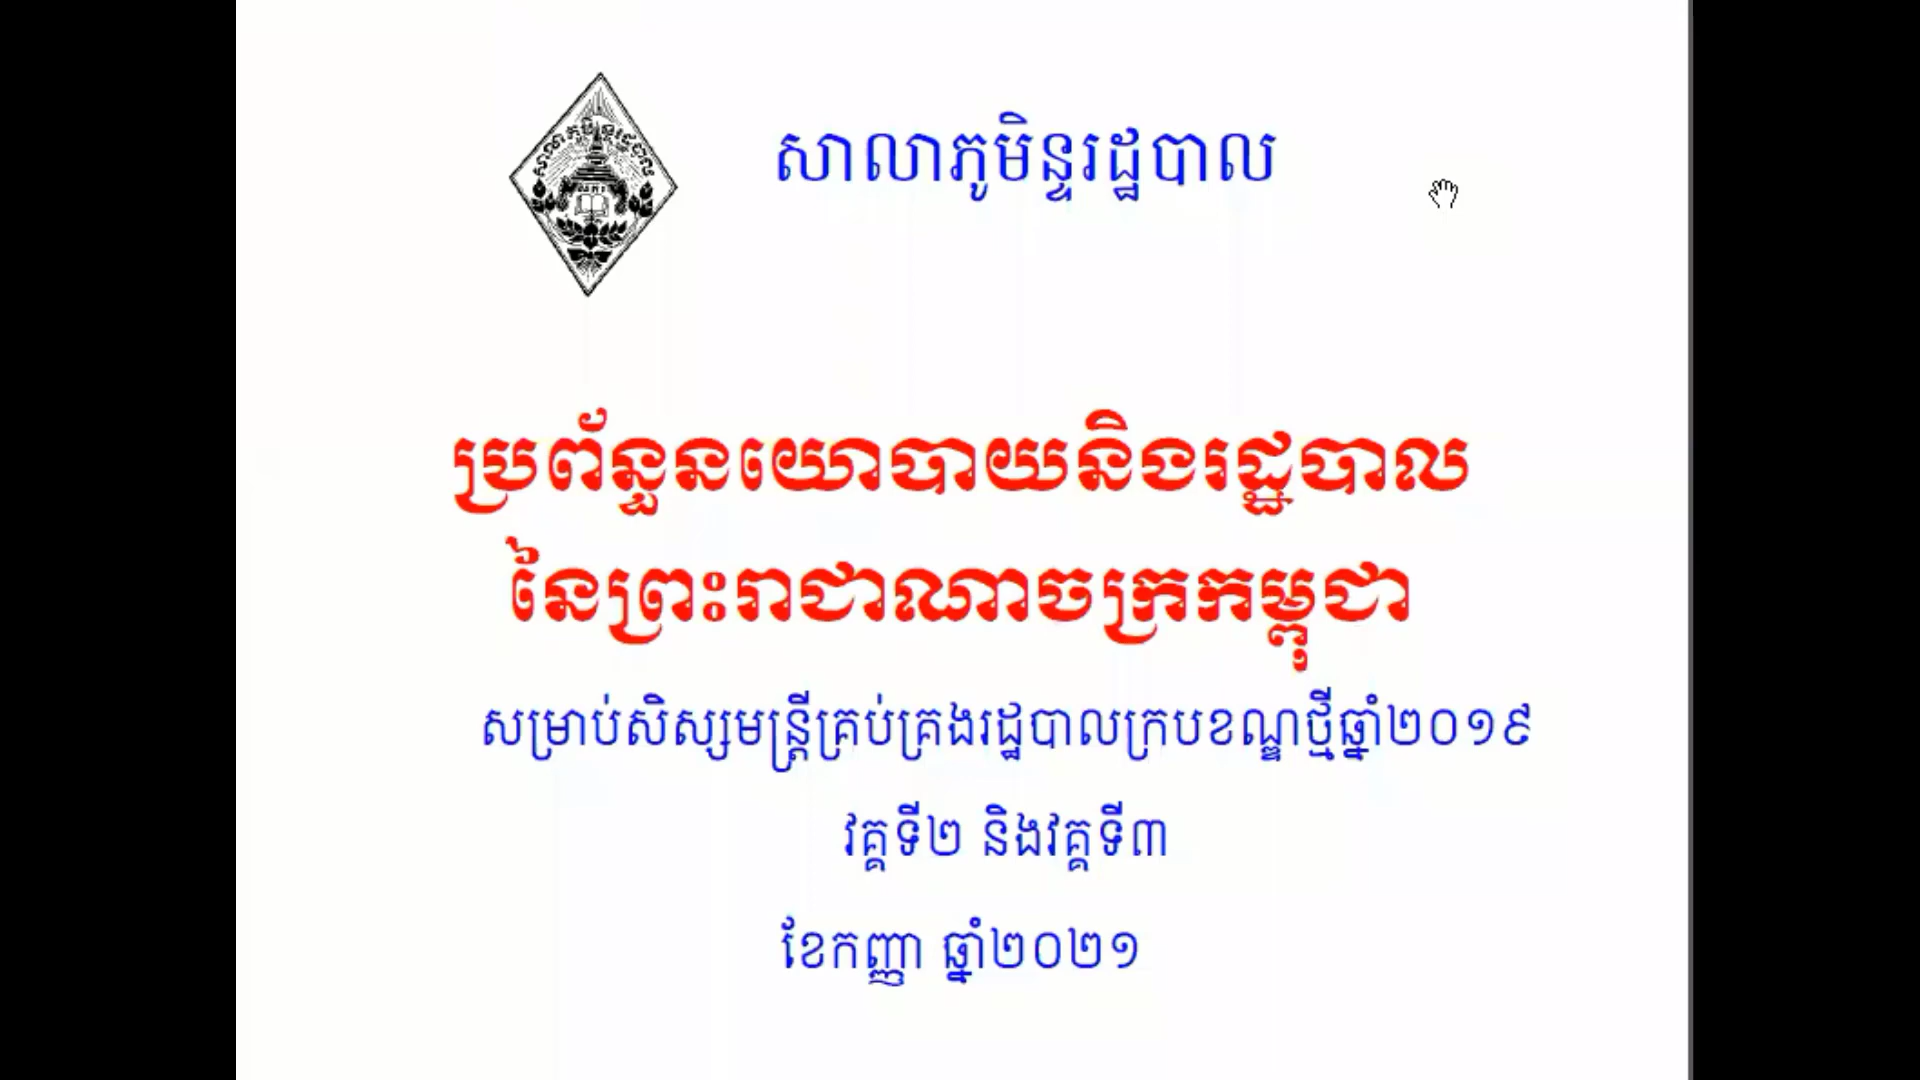 សាលាភូមិន្ទរដ្ឋបាល
ប្រព័ន្ធនយោបាយនិងរដ្ឋបាល
នៃព្រះរាជាណាចក្រកម្ពុជា
សម្រាប់សិស្សមន្ត្រីគ្រប់គ្រងរដ្ឋបាលក្របខណ្ឌថ្មីឆ្នាំ២០១៩
វគ្គទី២ និងវគ្គទី៣
ខែកញ្ញា ឆ្នាំ២០២១